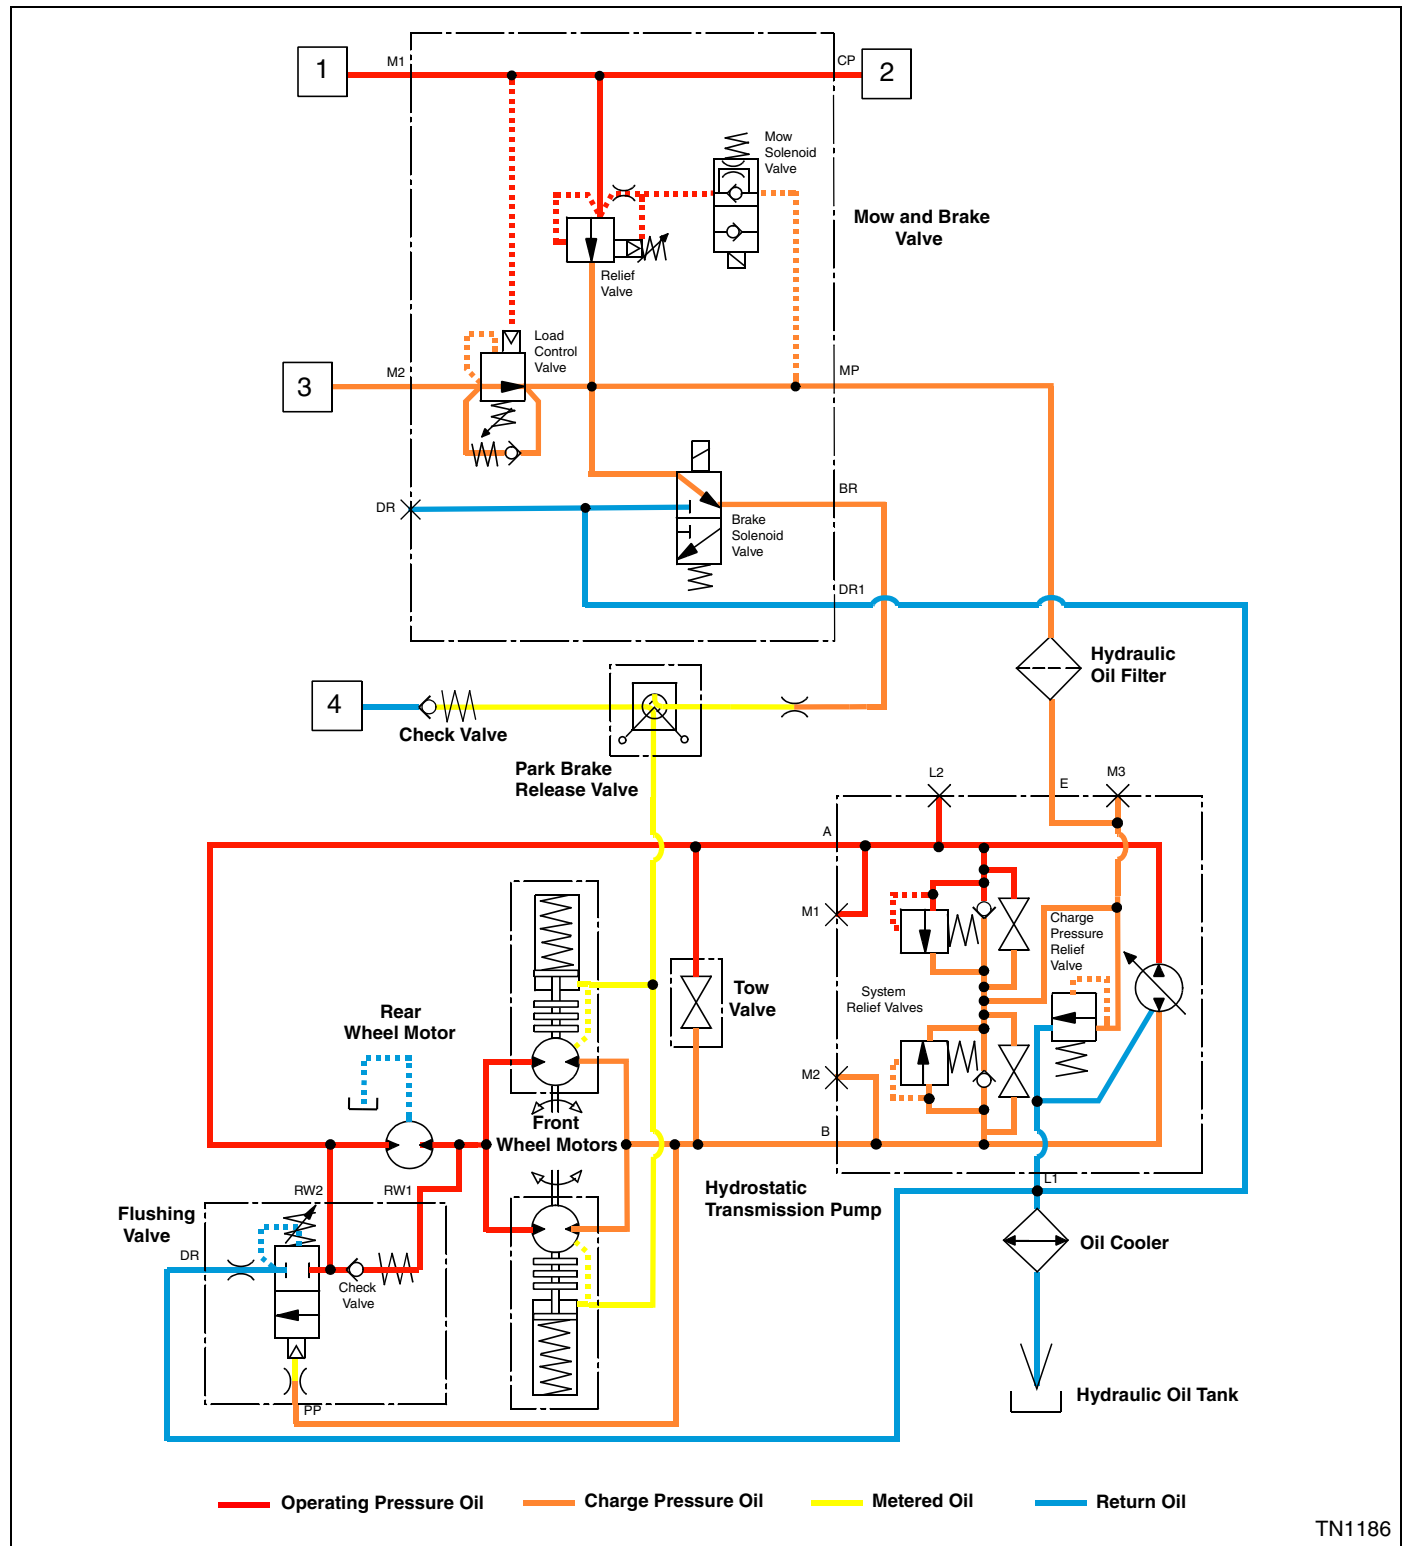 1
M1
CP
2
Mow
Solenoid
Valve
Mow and Brake
Valve
Relief
Valve
Load
Control
Valve
3
M2
MP
BR
DR
Brake
Solenoid
Valve
DR1
Hydraulic
Oil Filter
4
Check Valve
Park Brake
Release Valve
L2
E
M3
A
M1
Charge
Pressure
Relief
Valve
System
Relief Valves
Tow
Valve
Rear
Wheel Motor
M2
Front
Wheel Motors
B
L1
Hydrostatic
Transmission Pump
RW2
RW1
Flushing
Valve
DR
Check
Valve
Oil Cooler
PP
Hydraulic Oil Tank
Operating Pressure Oil
Charge Pressure Oil
Metered Oil
Return Oil
TN1186